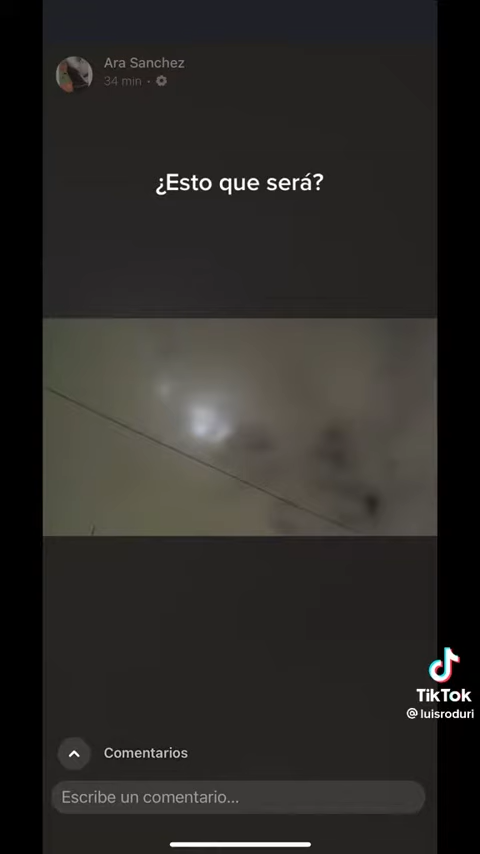 Ara Sanchez
34 min ·
¿Esto que será?
TikTok
@ luisroduri
Comentarios
Escribe un comentario...